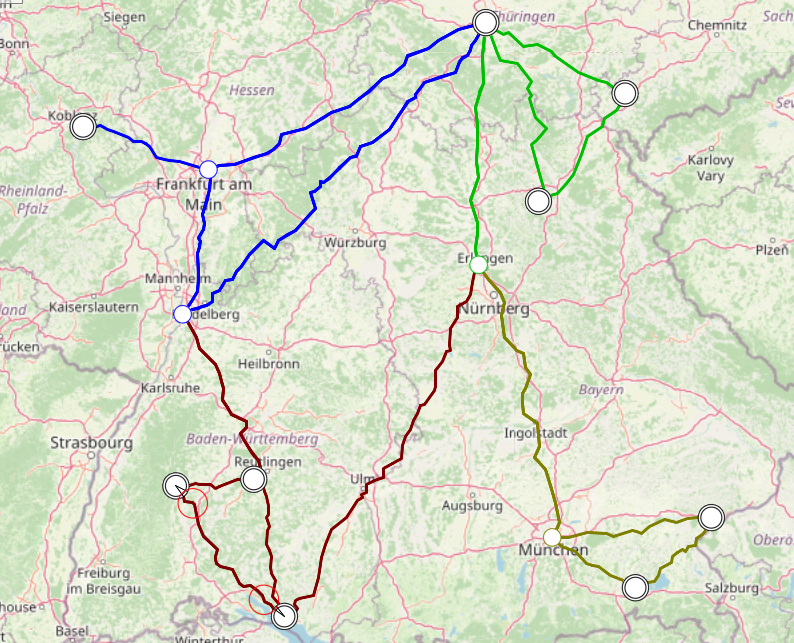 Siegen
Thüringen
Chemnitz
Bonn
Hessen
Koblenz
Karlovy
Vary
Rheinland-
Pfalz
Frankfurt am
Main
Würzburg
Plzeň
Erlangen
Mannheim
Kaiserslautern
Nürnberg
delberg
Heilbronn
Karlsruhe
Bayern
Strasbourg
Baden-Württemberg
Ingolstadt
Reutlingen
Ulm
Augsburg
München
Freiburg
im Breisgau
Salzburg
Basel
Winterthur